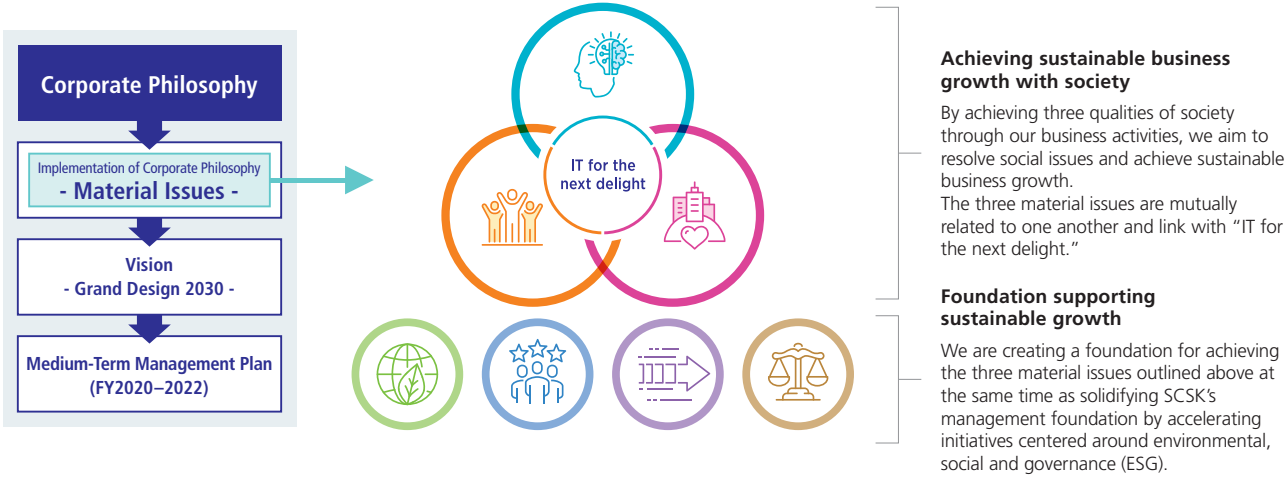 Corporate Philosophy
Implementation of Corporate Philosophy
- Material Issues -
Vision
- Grand Design 2030 -
Medium-Term Management Plan
(FY2020–2022)
IT for the
next delight
Achieving sustainable business
growth with society
By achieving three qualities of society
through our business activities, we aim to
resolve social issues and achieve sustainable
business growth.
The three material issues are mutually
related to one another and link with “IT for
the next delight.”
Foundation supporting
sustainable growth
We are creating a foundation for achieving
the three material issues outlined above at
the same time as solidifying SCSK’s
management foundation by accelerating
initiatives centered around environmental,
social and governance (ESG).